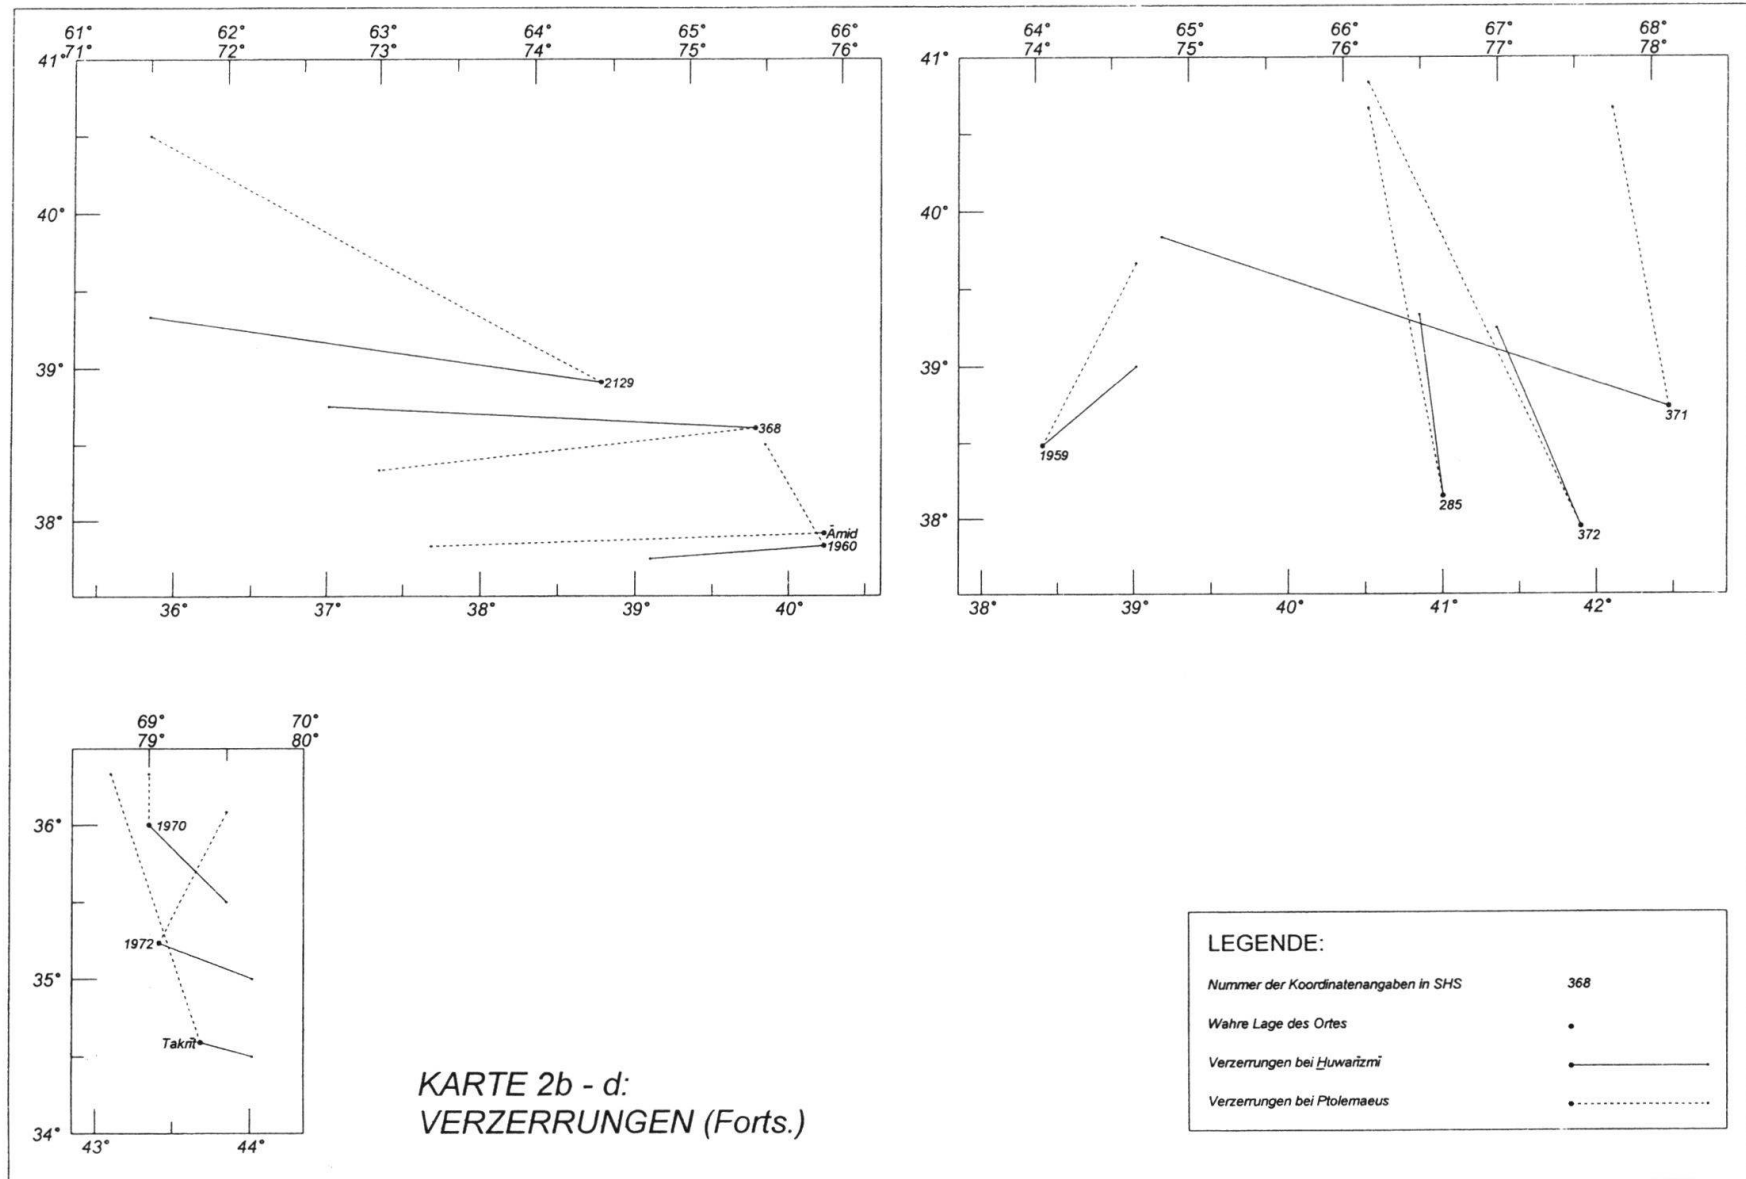 61° 62° 63° 64° 65° 66°
71° 72° 73° 74° 75° 76°
41°
40°
39°
38°
2129
368
Āmid
1960
36° 37° 38° 39° 40°
64° 65° 66° 67° 68°
74° 75° 76° 77° 78°
41°
40°
39°
38°
371
1959
285
372
38° 39° 40° 41° 42°
69° 70°
79° 80°
36°
35°
34°
1970
1972
Takrīt
43° 44°
KARTE 2b - d:
VERZERRUNGEN (Forts.)
LEGENDE:
Nummer der Koordinatenangaben in SHS 368
Wahre Lage des Ortes
Verzerrungen bei Ḫuwārizmī
Verzerrungen bei Ptolemaeus